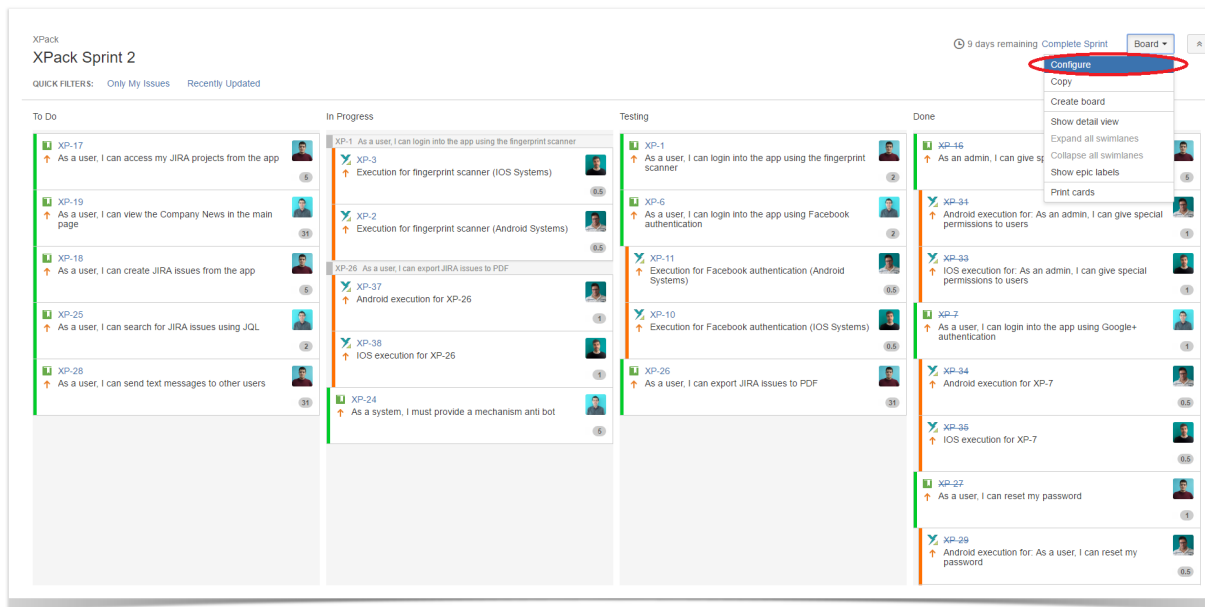 XPack
XPack Sprint 2
9 days remaining Complete Sprint Board
QUICK FILTERS: Only My Issues Recently Updated
Configure
Copy
Create board
Show detail view
Expand all swimlanes
Collapse all swimlanes
Show epic labels
Print cards
To Do
XP-17
As a user, I can access my JIRA projects from the app
5
XP-19
As a user, I can view the Company News in the main
page
31
XP-18
As a user, I can create JIRA issues from the app
5
XP-25
As a user, I can search for JIRA issues using JQL
2
XP-28
As a user, I can send text messages to other users
31
In Progress
XP-1 As a user, I can login into the app using the fingerprint scanner
XP-3
Execution for fingerprint scanner (IOS Systems)
0.5
XP-2
Execution for fingerprint scanner (Android Systems)
0.5
XP-26 As a user, I can export JIRA issues to PDF
XP-37
Android execution for XP-26
1
XP-38
IOS execution for XP-26
1
XP-24
As a system, I must provide a mechanism anti bot
5
Testing
XP-1
As a user, I can login into the app using the fingerprint
scanner
2
XP-6
As a user, I can login into the app using Facebook
authentication
2
XP-11
Execution for Facebook authentication (Android
Systems)
0.5
XP-10
Execution for Facebook authentication (IOS Systems)
0.5
XP-26
As a user, I can export JIRA issues to PDF
31
Done
XP-16
As an admin, I can give
5
XP-31
Android execution for: As an admin, I can give special
permissions to users
1
XP-33
IOS execution for: As an admin, I can give special
permissions to users
1
XP-7
As a user, I can login into the app using Google+
authentication
1
XP-34
Android execution for XP-7
0.5
XP-35
IOS execution for XP-7
0.5
XP-27
As a user, I can reset my password
1
XP-29
Android execution for: As a user, I can reset my
password
0.5